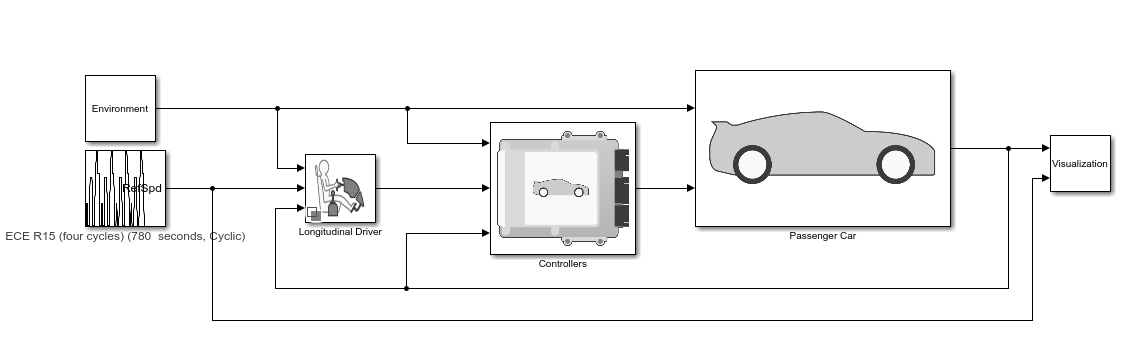 Environment
RefSpd
ECE R15 (four cycles) (780  seconds, Cyclic)
Longitudinal Driver
Controllers
Passenger Car
Visualization